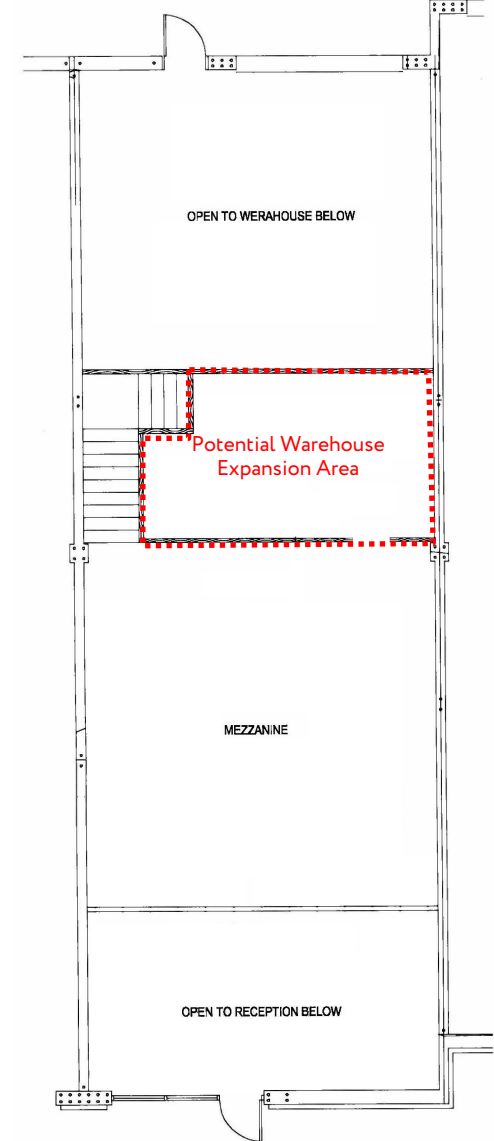 OPEN TO WERAHOUSE BELOW
Potential Warehouse
Expansion Area
MEZZANINE
OPEN TO RECEPTION BELOW